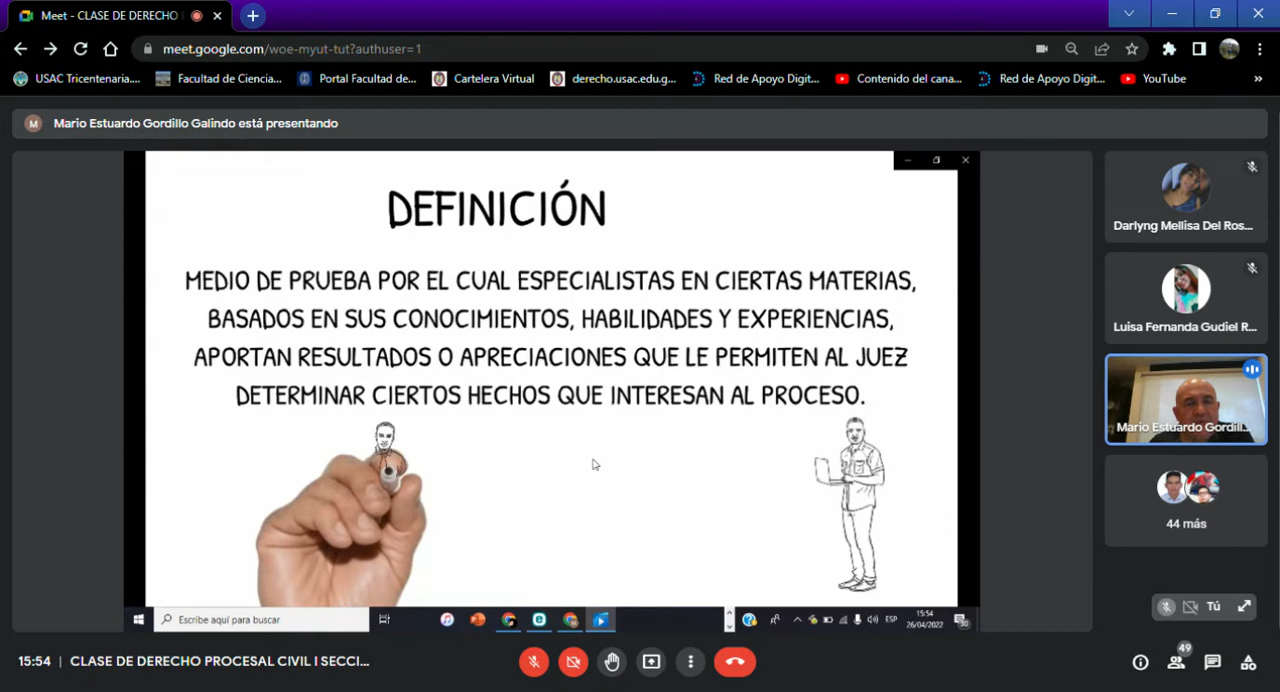 Meet - CLASE DE DERECHO
meet.google.com/woe-myut-tut?authuser=1
USAC Tricentenaria.... Facultad de Ciencia... Portal Facultad de... Cartelera Virtual derecho.usac.edu.g... Red de Apoyo Digit... Contenido del cana... Red de Apoyo Digit... YouTube »
M Mario Estuardo Gordillo Galindo está presentando
DEFINICIÓN
MEDIO DE PRUEBA POR EL CUAL ESPECIALISTAS EN CIERTAS MATERIAS,
BASADOS EN SUS CONOCIMIENTOS, HABILIDADES Y EXPERIENCIAS,
APORTAN RESULTADOS O APRECIACIONES QUE LE PERMITEN AL JUEZ
DETERMINAR CIERTOS HECHOS QUE INTERESAN AL PROCESO.
Escribe aquí para buscar
ESP
15:54
26/04/2022
30
Darlyng Mellisa Del Ros...
Luisa Fernanda Gudiel R...
Mario Estuardo Gordill...
44 más
Tú
15:54 | CLASE DE DERECHO PROCESAL CIVIL I SECCI...
49